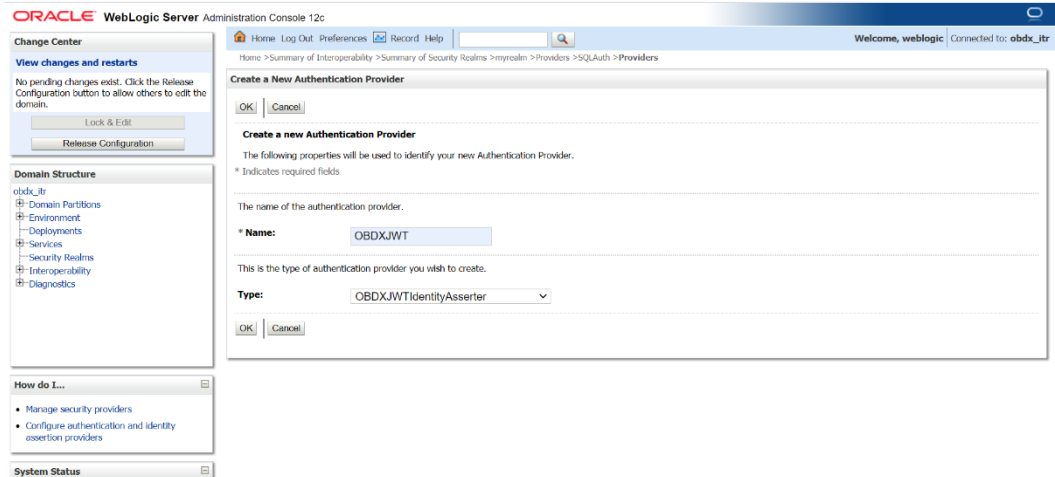 ORACLE WebLogic Server Administration Console 12c
Change Center
View changes and restarts
No pending changes exist. Click the Release
Configuration button to allow others to edit the
domain.
Lock & Edit
Release Configuration
Domain Structure
obdx_itr
Domain Partitions
Environment
Deployments
Services
Security Realms
Interoperability
Diagnostics
How do I...
Manage security providers
Configure authentication and identity
assertion providers
System Status
Home Log Out Preferences Record Help
Welcome, weblogic Connected to: obdx_itr
Home >Summary of Interoperability >Summary of Security Realms >myrealm >Providers >SQLAuth >Providers
Create a New Authentication Provider
OK Cancel
Create a new Authentication Provider
The following properties will be used to identify your new Authentication Provider.
* Indicates required fields
The name of the authentication provider.
* Name: OBDXJWT
This is the type of authentication provider you wish to create.
Type: OBDXJWTIdentityAsserter
OK Cancel